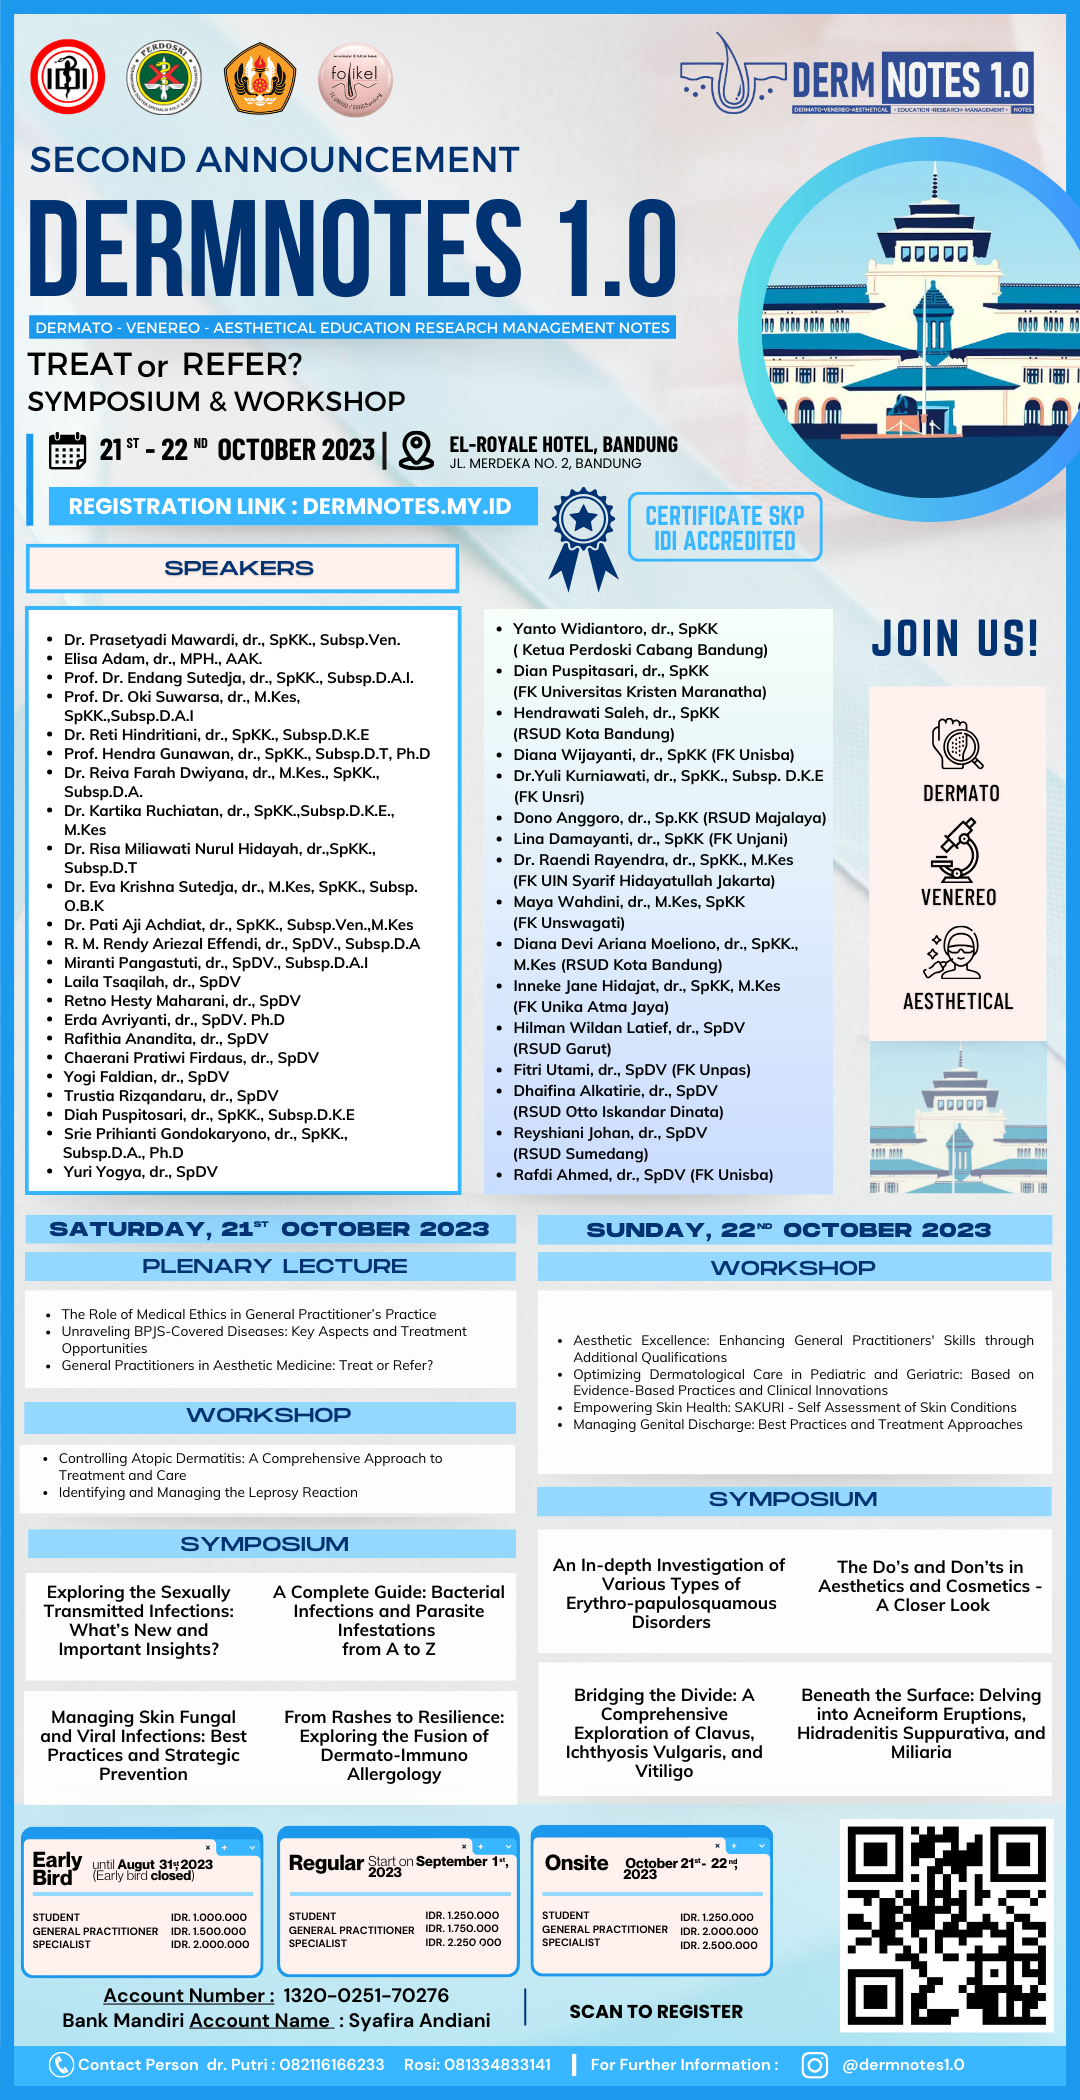 IDI
PERDOSKI
folikel
DERM NOTES 1.0
DERMATO-VENEREO-AESTHETICAL EDUCATION RESEARCH MANAGEMENT NOTES
SECOND ANNOUNCEMENT
DERMNOTES 1.0
DERMATO - VENEREO - AESTHETICAL EDUCATION RESEARCH MANAGEMENT NOTES
TREAT or REFER?
SYMPOSIUM & WORKSHOP
21 ST - 22 ND OCTOBER 2023
EL-ROYALE HOTEL, BANDUNG
JL. MERDEKA NO. 2, BANDUNG
REGISTRATION LINK : DERMNOTES.MY.ID
CERTIFICATE SKP
IDI ACCREDITED
SPEAKERS
• Dr. Prasetyadi Mawardi, dr., SpKK., Subsp.Ven.
• Elisa Adam, dr., MPH., AAK.
• Prof. Dr. Endang Sutedja, dr., SpKK., Subsp.D.A.I.
• Prof. Dr. Oki Suwarsa, dr., M.Kes,
SpKK.,Subsp.D.A.I
• Dr. Reti Hindritiani, dr., SpKK., Subsp.D.K.E
• Prof. Hendra Gunawan, dr., SpKK., Subsp.D.T, Ph.D
• Dr. Reiva Farah Dwiyana, dr., M.Kes., SpKK.,
Subsp.D.A.
• Dr. Kartika Ruchiatan, dr., SpKK.,Subsp.D.K.E.,
M.Kes
• Dr. Risa Miliawati Nurul Hidayah, dr.,SpKK.,
Subsp.D.T
• Dr. Eva Krishna Sutedja, dr., M.Kes, SpKK., Subsp.
O.B.K
• Dr. Pati Aji Achdiat, dr., SpKK., Subsp.Ven.,M.Kes
• R. M. Rendy Ariezal Effendi, dr., SpDV., Subsp.D.A
• Miranti Pangastuti, dr., SpDV., Subsp.D.A.I
• Laila Tsaqilah, dr., SpDV
• Retno Hesty Maharani, dr., SpDV
• Erda Avriyanti, dr., SpDV. Ph.D
• Rafithia Anandita, dr., SpDV
• Chaerani Pratiwi Firdaus, dr., SpDV
• Yogi Faldian, dr., SpDV
• Trustia Rizqandaru, dr., SpDV
• Diah Puspitosari, dr., SpKK., Subsp.D.K.E
• Srie Prihianti Gondokaryono, dr., SpKK.,
Subsp.D.A., Ph.D
• Yuri Yogya, dr., SpDV
• Yanto Widiantoro, dr., SpKK
( Ketua Perdoski Cabang Bandung)
• Dian Puspitasari, dr., SpKK
(FK Universitas Kristen Maranatha)
• Hendrawati Saleh, dr., SpKK
(RSUD Kota Bandung)
• Diana Wijayanti, dr., SpKK (FK Unisba)
• Dr.Yuli Kurniawati, dr., SpKK., Subsp. D.K.E
(FK Unsri)
• Dono Anggoro, dr., Sp.KK (RSUD Majalaya)
• Lina Damayanti, dr., SpKK (FK Unjani)
• Dr. Raendi Rayendra, dr., SpKK., M.Kes
(FK UIN Syarif Hidayatullah Jakarta)
• Maya Wahdini, dr., M.Kes, SpKK
(FK Unswagati)
• Diana Devi Ariana Moeliono, dr., SpKK.,
M.Kes (RSUD Kota Bandung)
• Inneke Jane Hidajat, dr., SpKK, M.Kes
(FK Unika Atma Jaya)
• Hilman Wildan Latief, dr., SpDV
(RSUD Garut)
• Fitri Utami, dr., SpDV (FK Unpas)
• Dhaifina Alkatirie, dr., SpDV
(RSUD Otto Iskandar Dinata)
• Reyshiani Johan, dr., SpDV
(RSUD Sumedang)
• Rafdi Ahmed, dr., SpDV (FK Unisba)
JOIN US!
DERMATO
VENEREO
AESTHETICAL
SATURDAY, 21ST OCTOBER 2023
PLENARY LECTURE
• The Role of Medical Ethics in General Practitioner's Practice
• Unraveling BPJS-Covered Diseases: Key Aspects and Treatment
Opportunities
• General Practitioners in Aesthetic Medicine: Treat or Refer?
WORKSHOP
• Controlling Atopic Dermatitis: A Comprehensive Approach to
Treatment and Care
• Identifying and Managing the Leprosy Reaction
SYMPOSIUM
Exploring the Sexually
Transmitted Infections:
What's New and
Important Insights?
A Complete Guide: Bacterial
Infections and Parasite
Infestations
from A to Z
Managing Skin Fungal
and Viral Infections: Best
Practices and Strategic
Prevention
From Rashes to Resilience:
Exploring the Fusion of
Dermato-Immuno
Allergology
SUNDAY, 22ND OCTOBER 2023
WORKSHOP
• Aesthetic Excellence: Enhancing General Practitioners' Skills through
Additional Qualifications
• Optimizing Dermatological Care in Pediatric and Geriatric: Based on
Evidence-Based Practices and Clinical Innovations
• Empowering Skin Health: SAKURI - Self Assessment of Skin Conditions
• Managing Genital Discharge: Best Practices and Treatment Approaches
SYMPOSIUM
An In-depth Investigation of
Various Types of
Erythro-papulosquamous
Disorders
The Do's and Don'ts in
Aesthetics and Cosmetics -
A Closer Look
Bridging the Divide: A
Comprehensive
Exploration of Clavus,
Ichthyosis Vulgaris, and
Vitiligo
Beneath the Surface: Delving
into Acneiform Eruptions,
Hidradenitis Suppurativa, and
Miliaria
Early Bird
until Augut 31st 2023
(Early bird closed)
STUDENT IDR. 1.000.000
GENERAL PRACTITIONER IDR. 1.500.000
SPECIALIST IDR. 2.000.000
Regular Start on September 1st,
2023
STUDENT IDR. 1.250.000
GENERAL PRACTITIONER IDR. 1.750.000
SPECIALIST IDR. 2.250 000
Onsite October 21st- 22nd,
2023
STUDENT IDR. 1.250.000
GENERAL PRACTITIONER IDR. 2.000.000
SPECIALIST IDR. 2.500.000
Account Number : 1320-0251-70276
Bank Mandiri Account Name : Syafira Andiani
SCAN TO REGISTER
Contact Person dr. Putri : 082116166233 Rosi: 081334833141
For Further Information : @dermnotes1.0